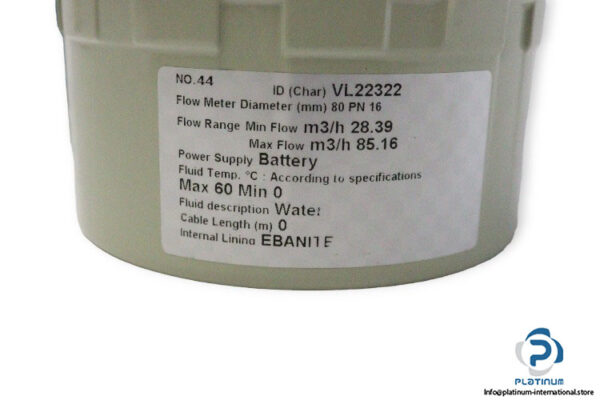 NO.44
ID (Char) VL22322
Flow Meter Diameter (mm) 80 PN 16
Flow Range Min Flow m3/h 28.39
Max Flow m3/h 85.16
Power Supply Battery
Fluid Temp. °C : According to specifications
Max 60 Min 0
Fluid description Water
Cable Length (m) 0
Internal Lining EBANITE
PLATINUM
Info@platinum-international.store